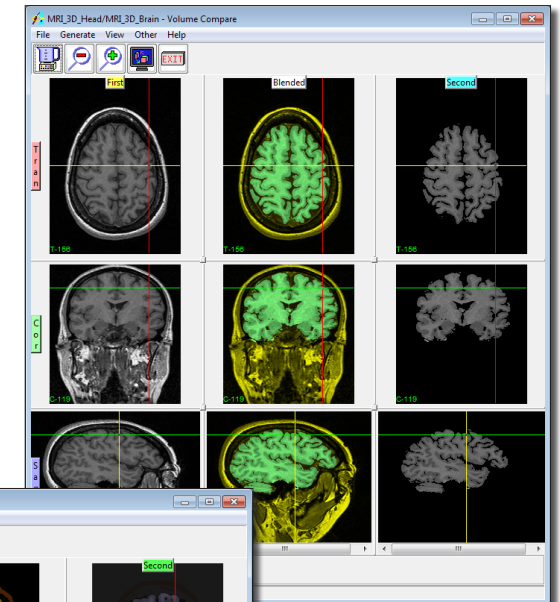 MRI_3D_Head/MRI_3D_Brain - Volume Compare
File Generate View Other Help
EXIT
First Blended Second
Tran
T-156 T-156 T-156
Cor
C-119 C-119 C-119
Sa
Second